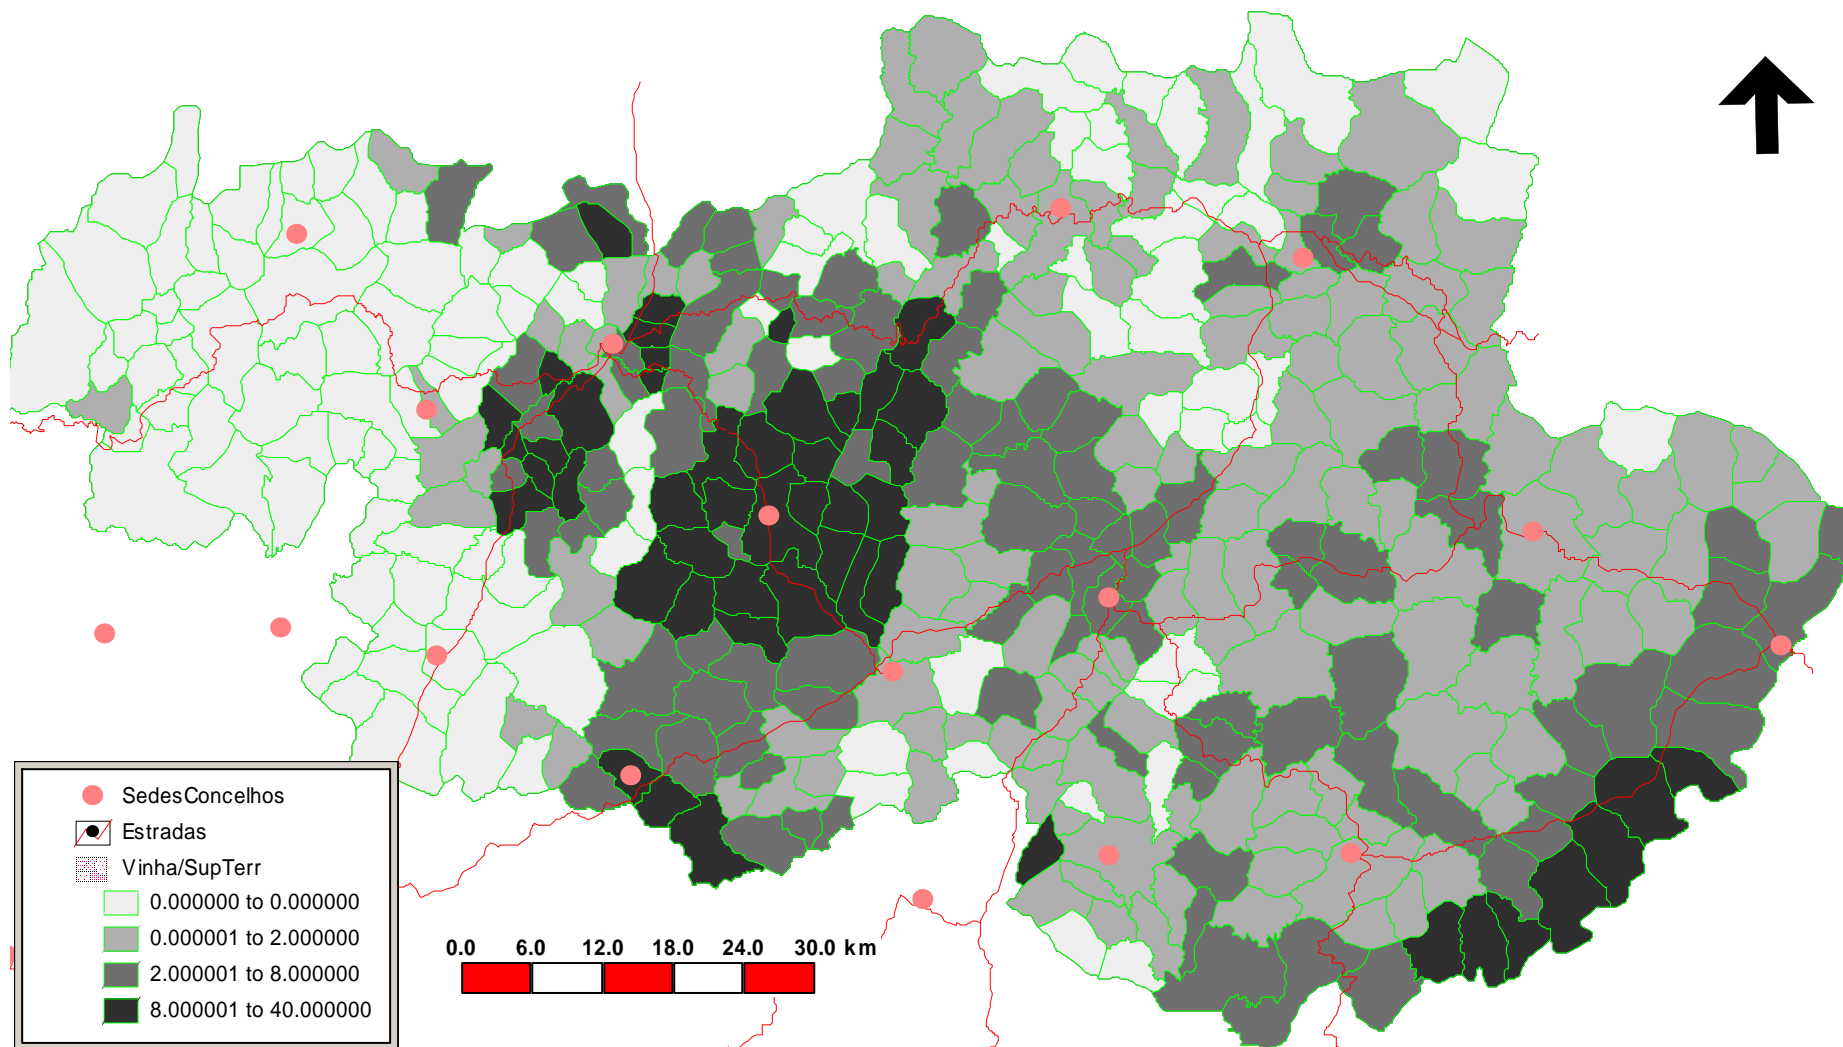 SedesConcelhos
Estradas
Vinha/SupTerr
0.000000 to 0.000000
0.000001 to 2.000000
2.000001 to 8.000000
8.000001 to 40.000000
0.0 6.0 12.0 18.0 24.0 30.0 km